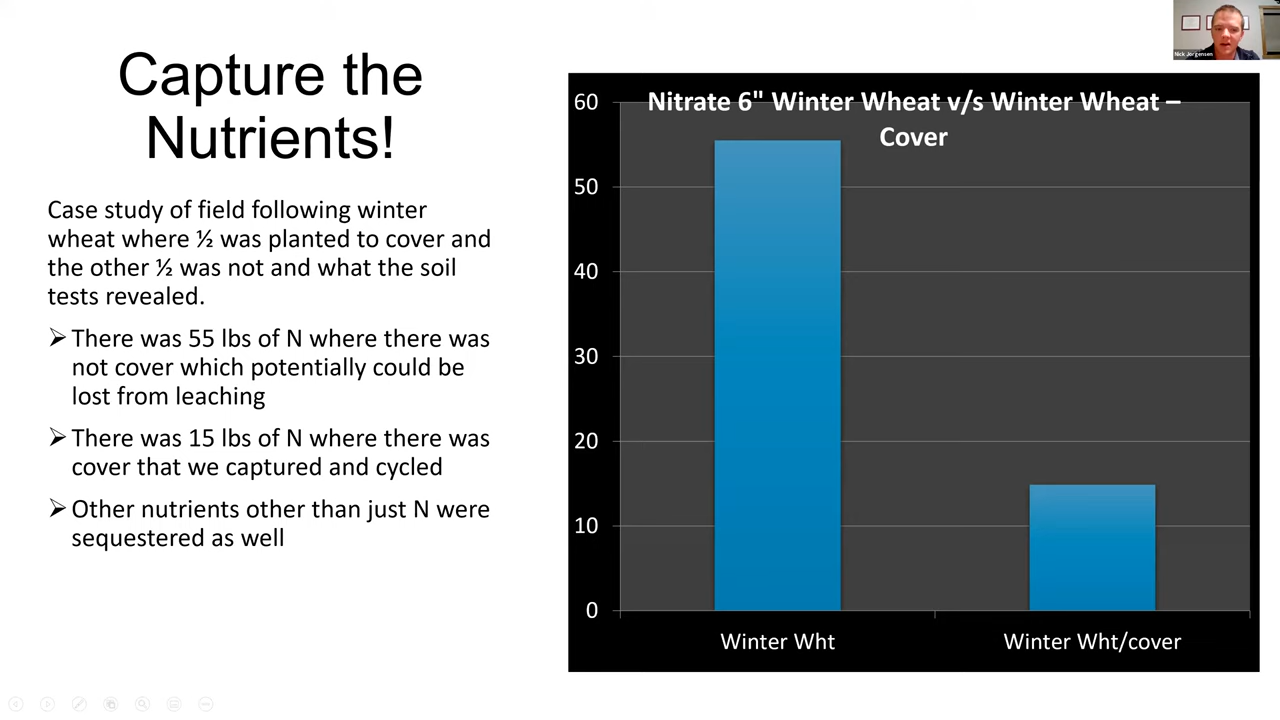 Capture the
Nutrients!
Case study of field following winter
wheat where ½ was planted to cover and
the other ½ was not and what the soil
tests revealed.
➢ There was 55 lbs of N where there was
not cover which potentially could be
lost from leaching
➢ There was 15 lbs of N where there was
cover that we captured and cycled
➢ Other nutrients other than just N were
sequestered as well
Nitrate 6" Winter Wheat v/s Winter Wheat –
Cover
60
50
40
30
20
10
0
Winter Wht
Winter Wht/cover
Nick Jorgensen